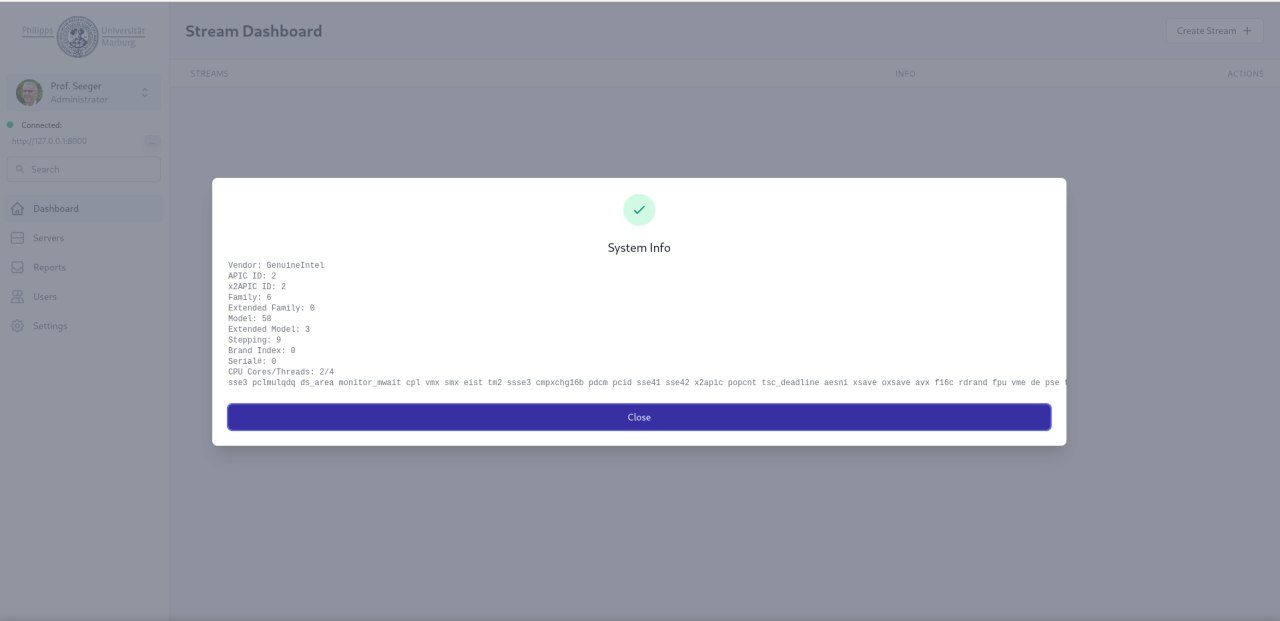 Philipps Universität
Marburg
Stream Dashboard
Create Stream
Prof. Seeger
Administrator
STREAMS INFO ACTIONS
Connected:
http://127.0.0.1:8000
...
Search
Dashboard
Servers
Reports
Users
Settings
System Info
Vendor: GenuineIntel
APIC ID: 2
x2APIC ID: 2
Family: 6
Extended Family: 0
Model: 58
Extended Model: 3
Stepping: 9
Brand Index: 0
Serial#: 0
CPU Cores/Threads: 2/4
sse3 pclmulqdq ds_area monitor_mwait cpl vmx smx eist tm2 ssse3 cmpxchg16b pdcm pcid sse41 sse42 x2apic popcnt tsc_deadline aesni xsave oxsave avx f16c rdrand fpu vme de pse
Close